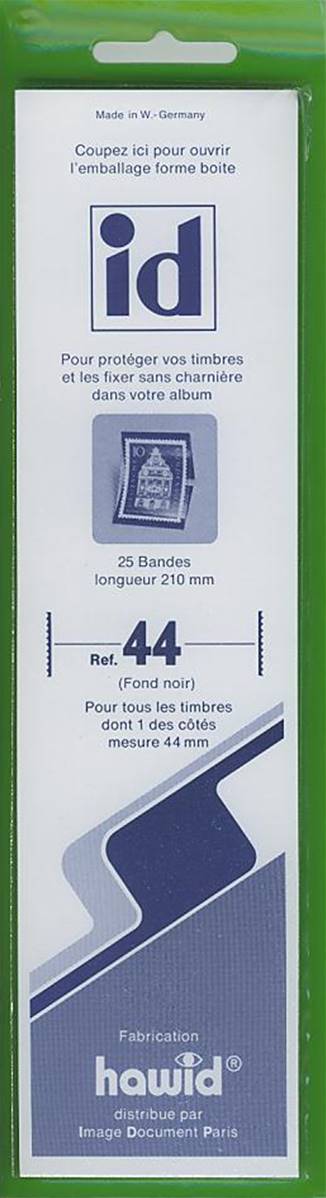 Made in W.-Germany
Coupez ici pour ouvrir
l'emballage forme boite
id
Pour protéger vos timbres
et les fixer sans charnière
dans votre album
10
25 Bandes
longueur 210 mm
Ref. 44
(Fond noir)
Pour tous les timbres
dont 1 des côtés
mesure 44 mm
Fabrication
hawid®
distribue par
Image Document Paris